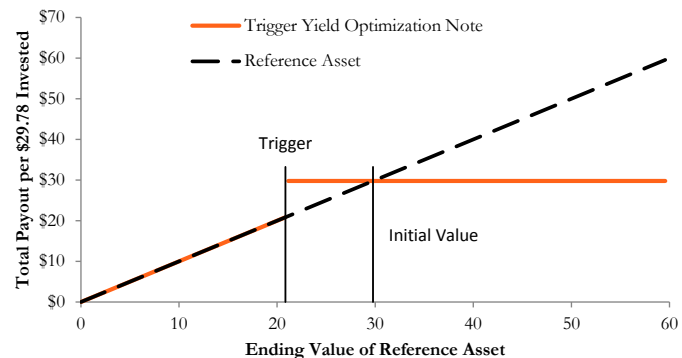 $70
$60
$50
$40
$30
$20
$10
$0
Total Payout per $29.78 Invested
Trigger Yield Optimization Note
Reference Asset
Trigger
Initial Value
0 10 20 30 40 50 60
Ending Value of Reference Asset